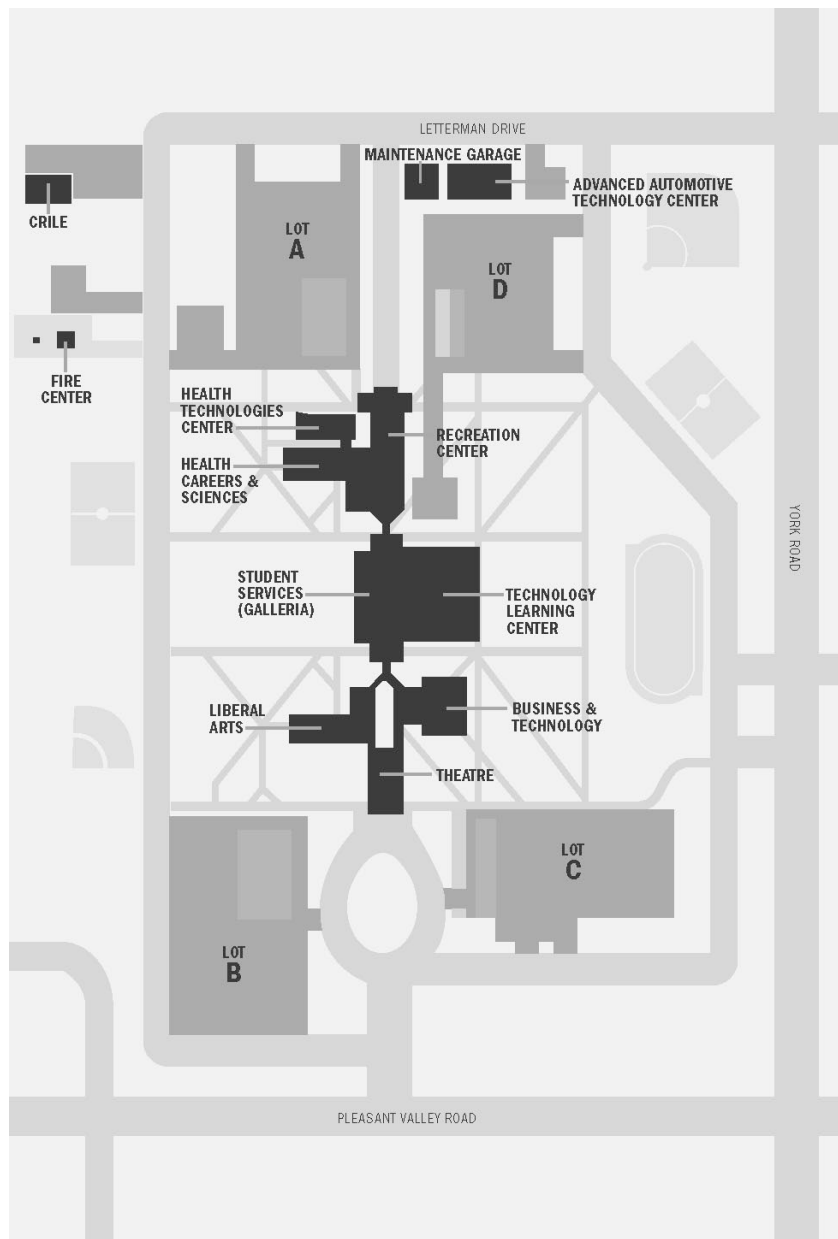 LETTERMAN DRIVE
MAINTENANCE GARAGE
ADVANCED AUTOMOTIVE
TECHNOLOGY CENTER
CRILE
LOT
A
LOT
D
FIRE
CENTER
HEALTH
TECHNOLOGIES
CENTER
RECREATION
CENTER
HEALTH
CAREERS &
SCIENCES
YORK ROAD
STUDENT
SERVICES
(GALLERIA)
TECHNOLOGY
LEARNING
CENTER
LIBERAL
ARTS
BUSINESS &
TECHNOLOGY
THEATRE
LOT
C
LOT
B
PLEASANT VALLEY ROAD